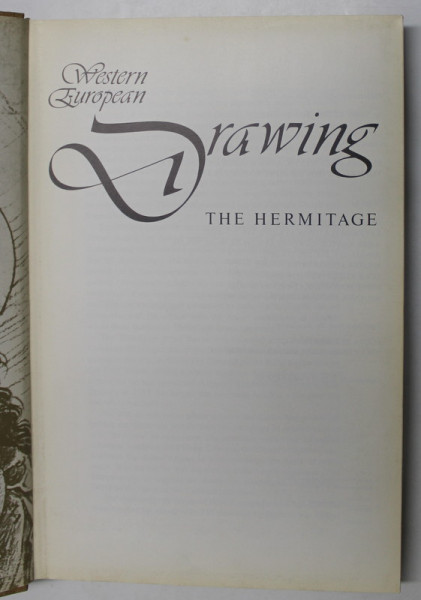 Western
European
Drawing
THE HERMITAGE